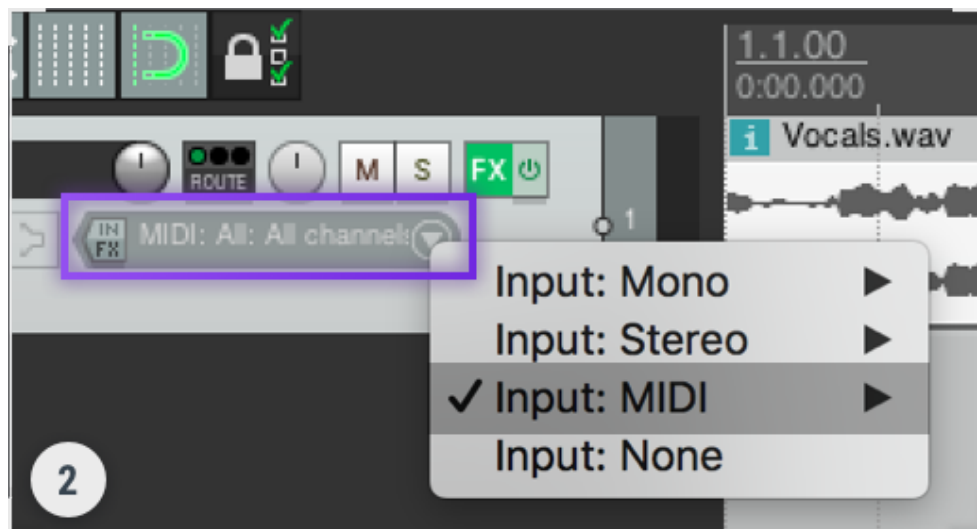 1.1.00
0:00.000
Vocals.wav
ROUTE
M
S
FX
IN
FX
MIDI: All: All channels
1
Input: Mono
Input: Stereo
Input: MIDI
Input: None
2